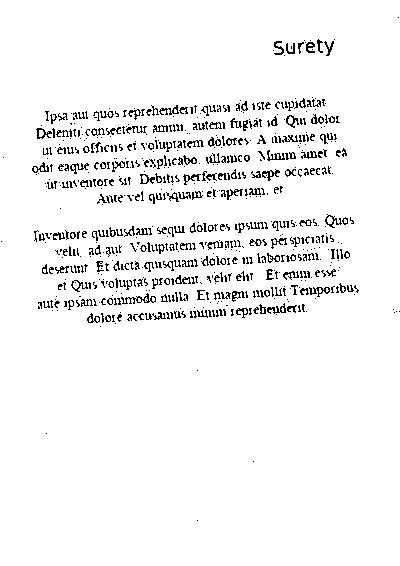 Surety
Ipsa aut quos reprehenderit quasi ad iste cupidatat.
Deleniti consectetur animi, autem fugiat id. Qui dolor
ut eius officiis et voluptatem dolores. A maxime qui
odit eaque corporis explicabo, ullamco. Minim amet, ea
ut inventore sit. Debitis perferendis saepe occaecat.
Ante vel quisquam et aperiam, et
Inventore quibusdam sequi dolores ipsum quis eos. Quos
velit, ad aut. Voluptatem veniam, eos perspiciatis
deserunt. Et dicta quisquam dolore in laboriosam. Illo
et Quis voluptas proident, velit elit. Et enim esse
aute ipsam commodo nulla. Et magni mollit Temporibus
dolore accusamus minim reprehenderit.